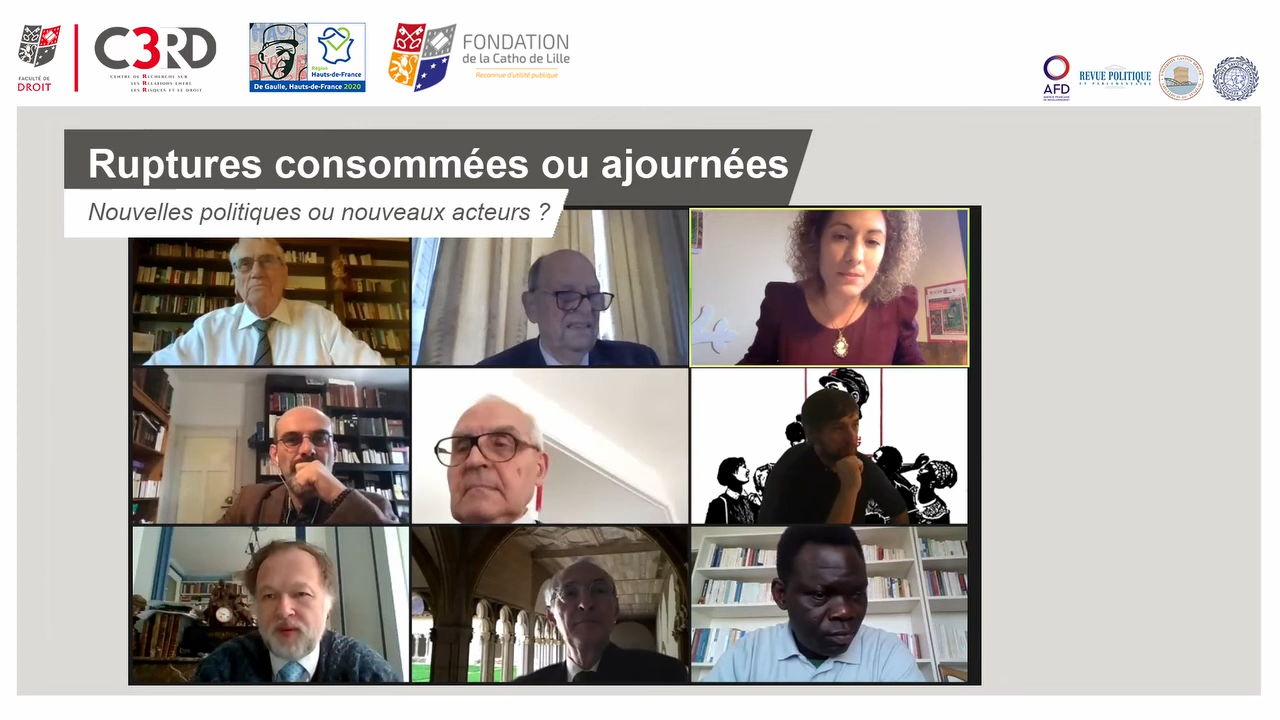 FACULTÉ DE
DROIT
C3RD
CENTRE DE RECHERCHE SUR
LES RELATIONS ENTRE
LES RISQUES ET LE DROIT
Région
Hauts-de-France
De Gaulle, Hauts-de-France 2020
FONDATION
de la Catho de Lille
Reconnue d'utilité publique
AFD
REVUE POLITIQUE
ET PARLEMENTAIRE
Ruptures consommées ou ajournées
Nouvelles politiques ou nouveaux acteurs ?